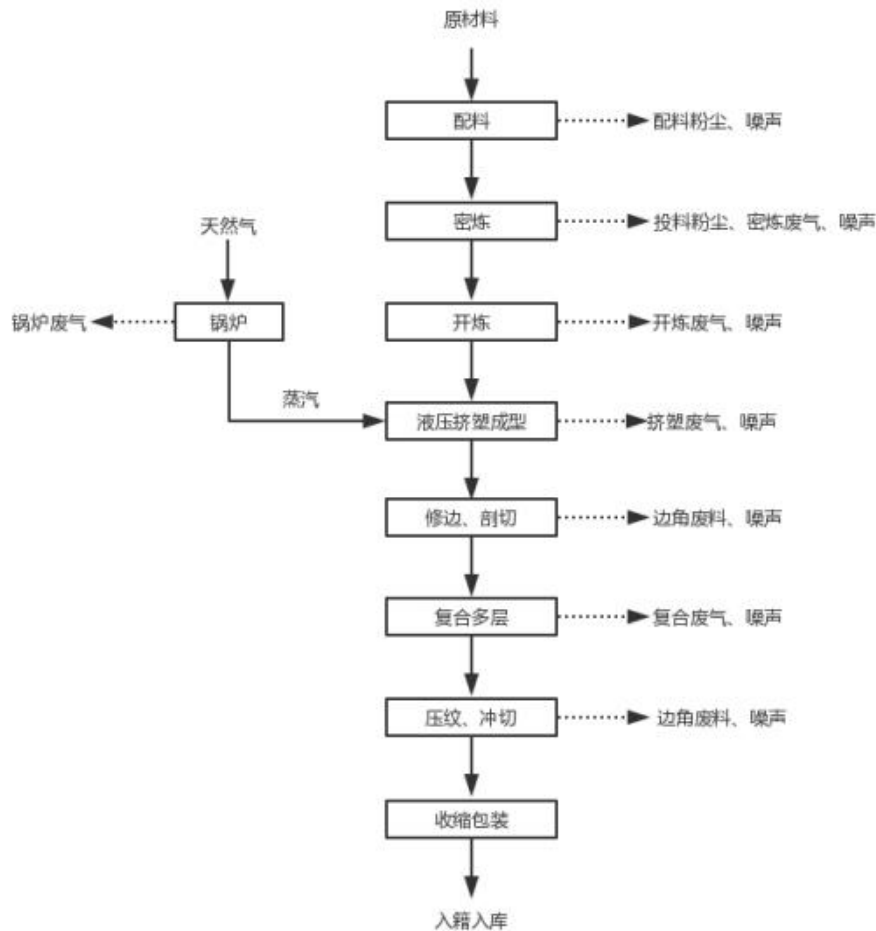 原材料
配料
配料粉尘、噪声
密炼
投料粉尘、密炼废气、噪声
天然气
锅炉废气
锅炉
开炼
开炼废气、噪声
蒸汽
液压挤塑成型
挤塑废气、噪声
修边、剖切
边角废料、噪声
复合多层
复合废气、噪声
压纹、冲切
边角废料、噪声
收缩包装
入籍入库